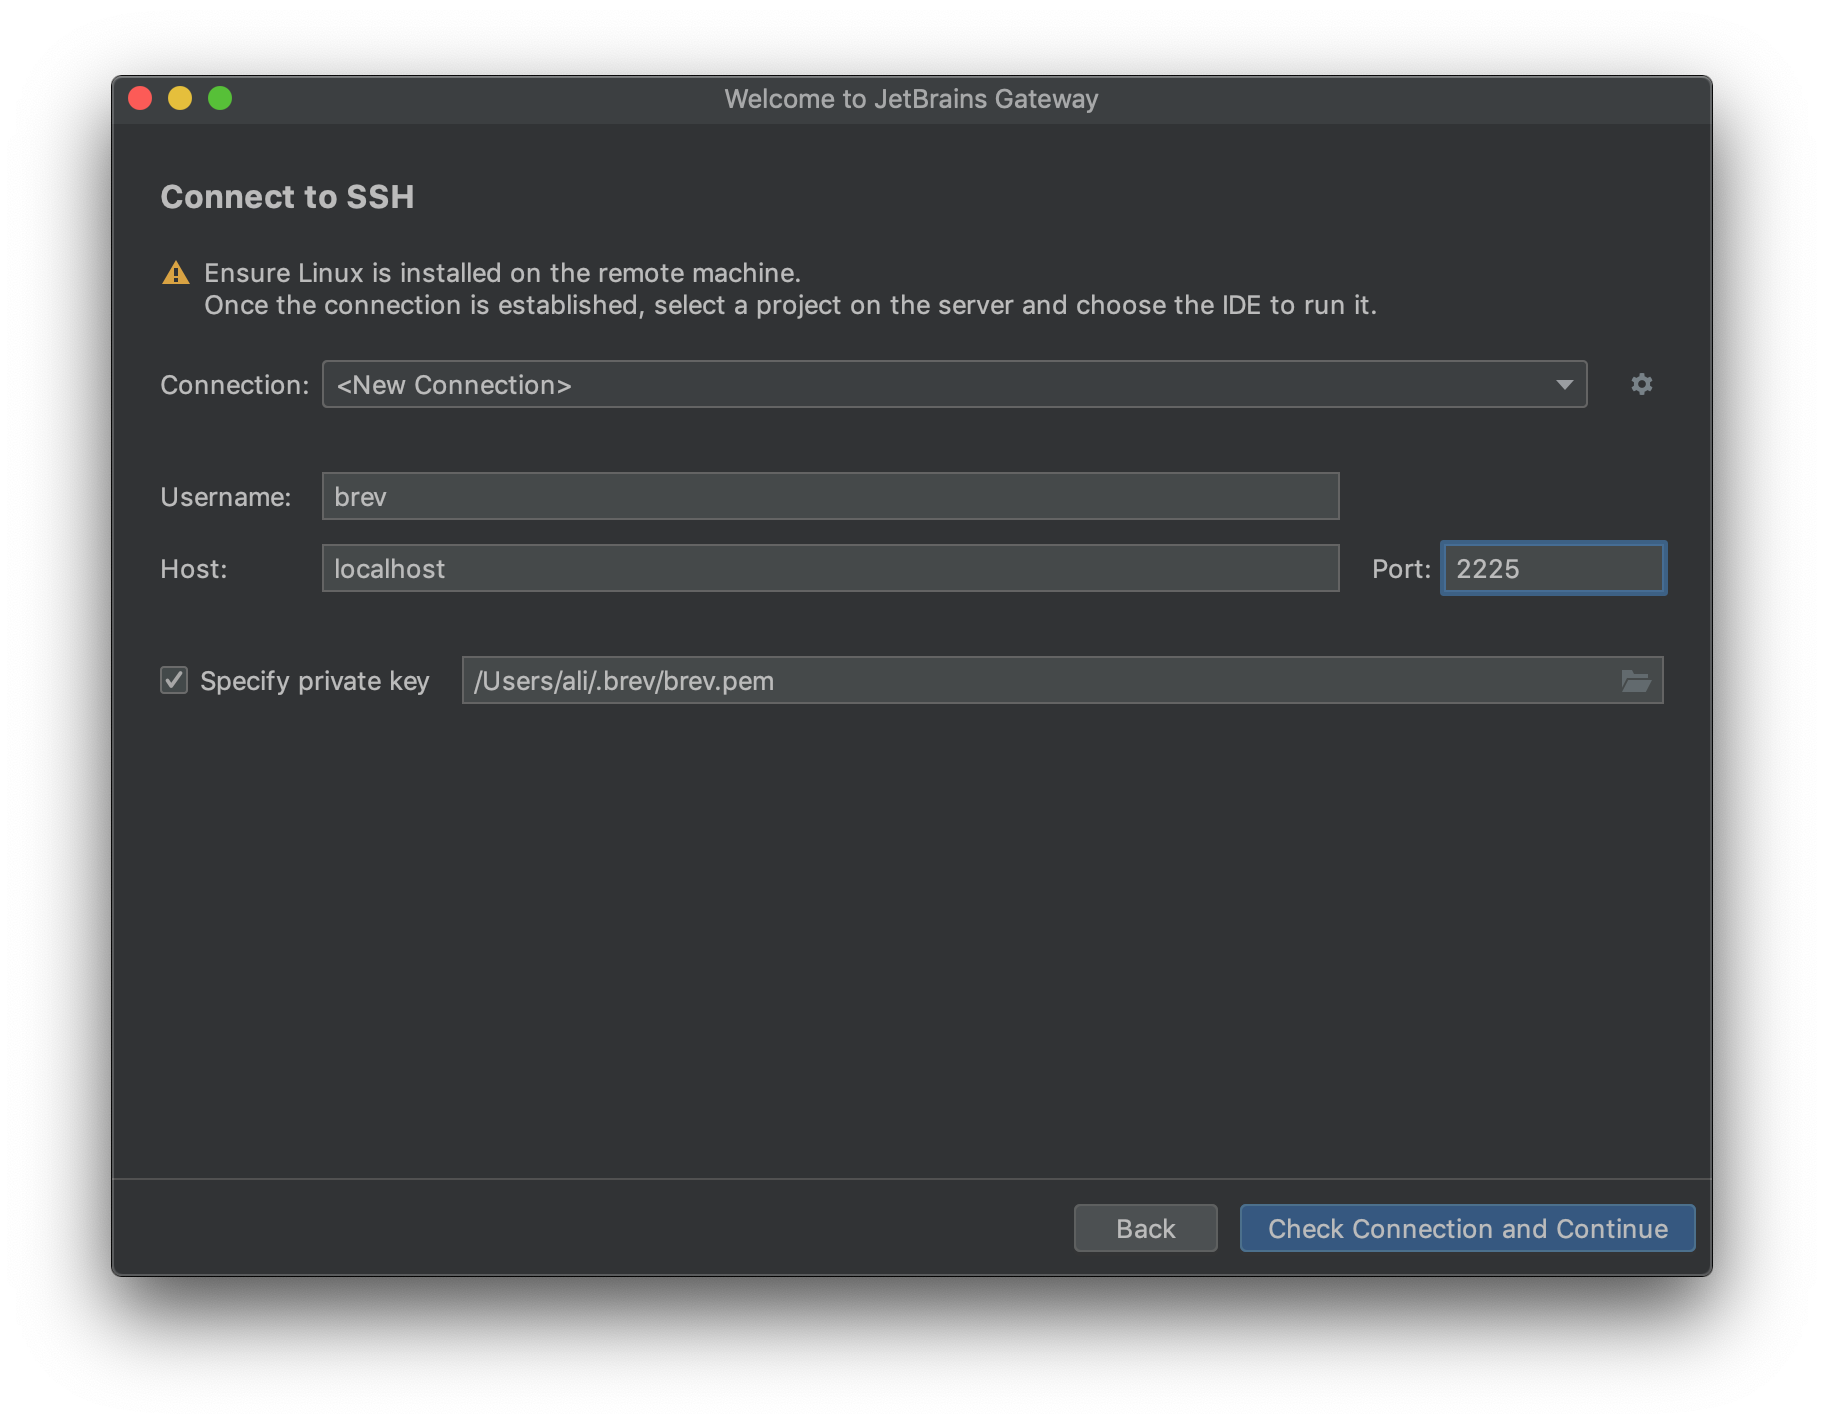 Welcome to JetBrains Gateway
Connect to SSH
Ensure Linux is installed on the remote machine.
Once the connection is established, select a project on the server and choose the IDE to run it.
Connection: <New Connection>
Username: brev
Host: localhost Port: 2225
Specify private key /Users/ali/.brev/brev.pem
Back Check Connection and Continue